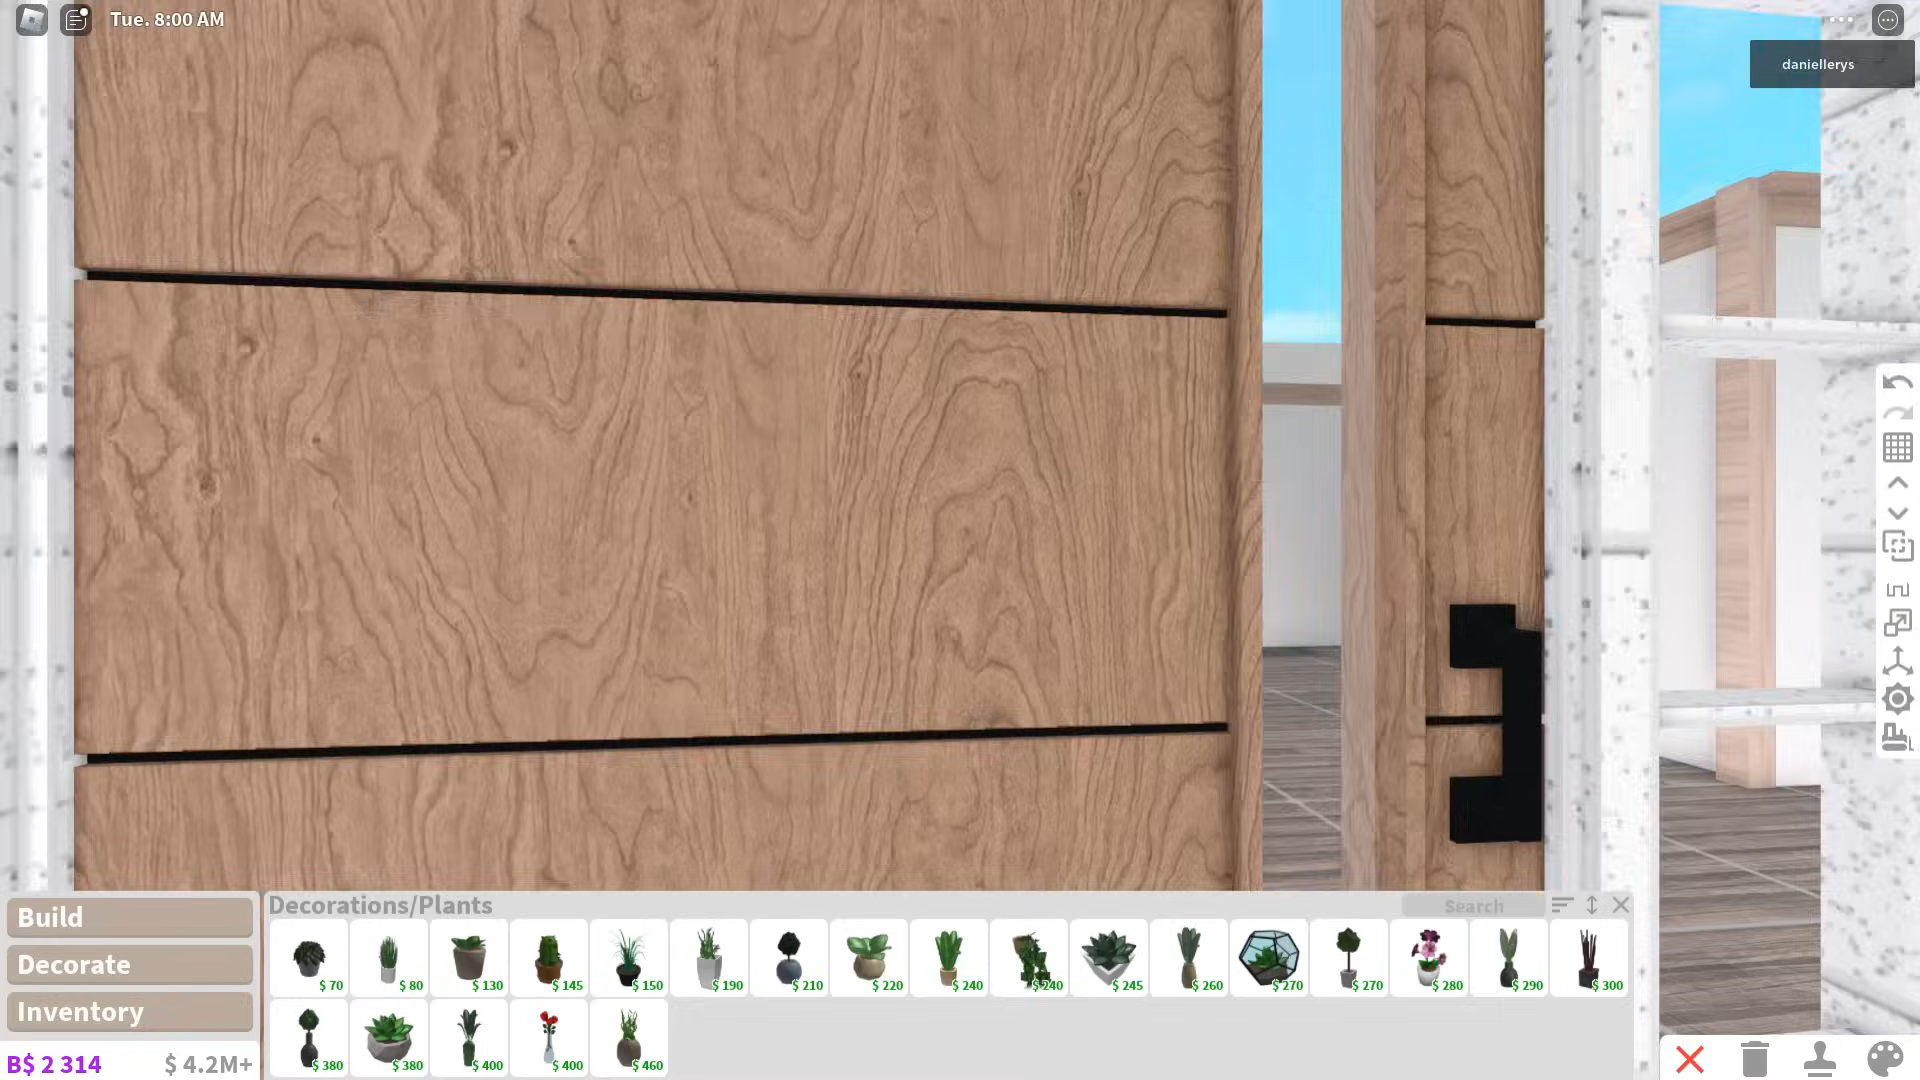 Tue. 8:00 AM
daniellerys
Build
Decorate
Inventory
B$ 2 314
$ 4.2M+
Decorations/Plants
Search
$ 70
$ 80
$ 130
$ 145
$ 150
$ 190
$ 210
$ 220
$ 240
$ 240
$ 245
$ 260
$ 270
$ 270
$ 280
$ 290
$ 300
$ 380
$ 380
$ 400
$ 400
$ 460